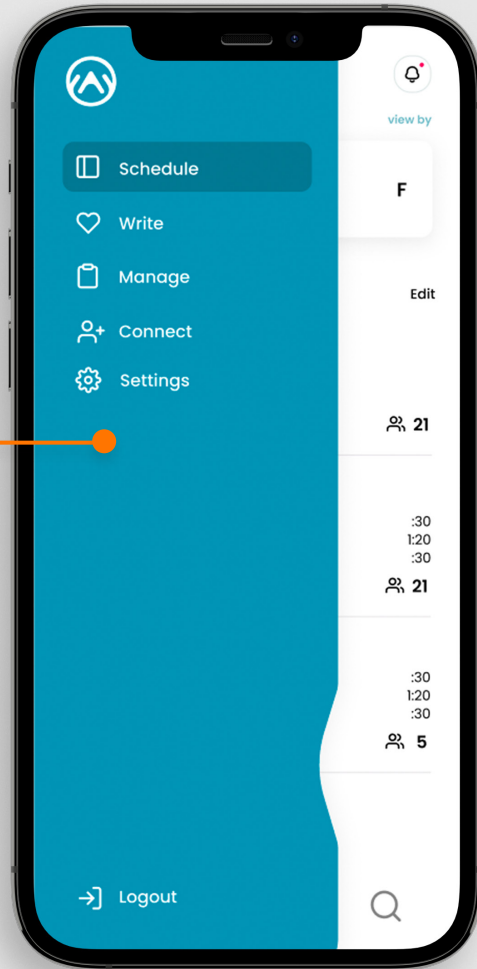 view by
Schedule
F
Write
Manage
Edit
Connect
Settings
21
:30
1:20
:30
21
:30
1:20
:30
5
Logout